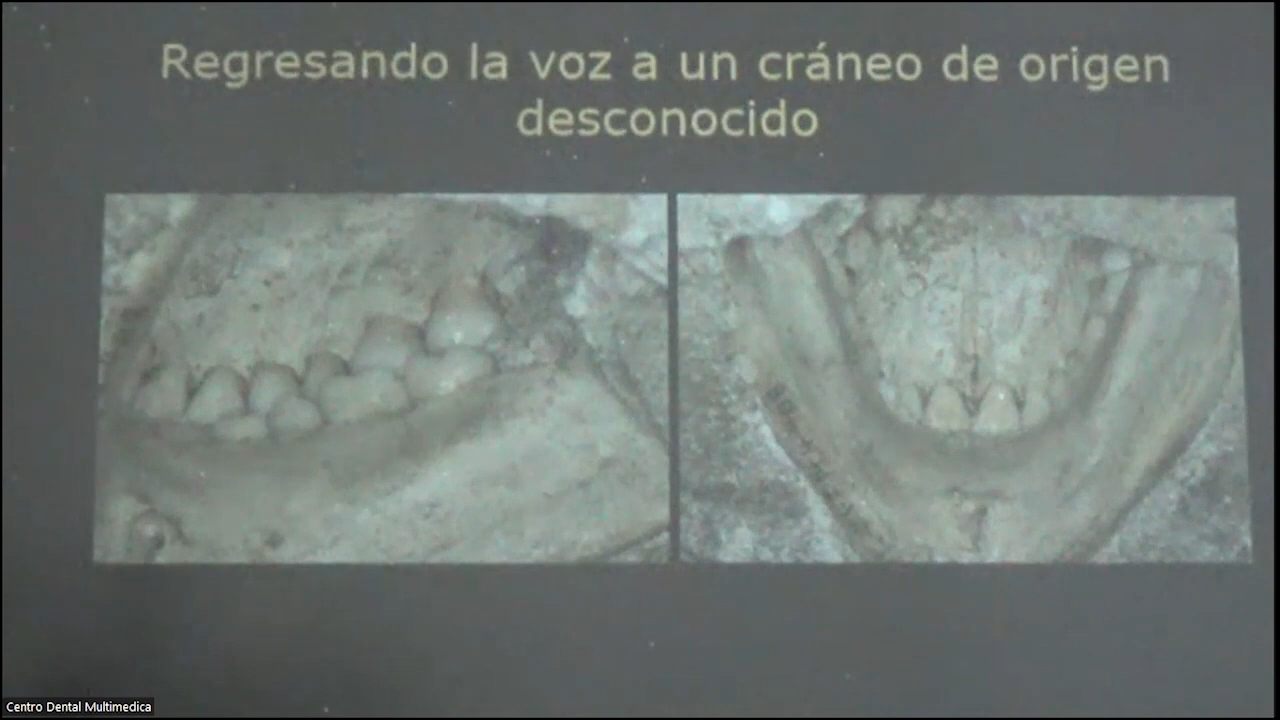 Regresando la voz a un cráneo de origen
desconocido
Centro Dental Multimedica